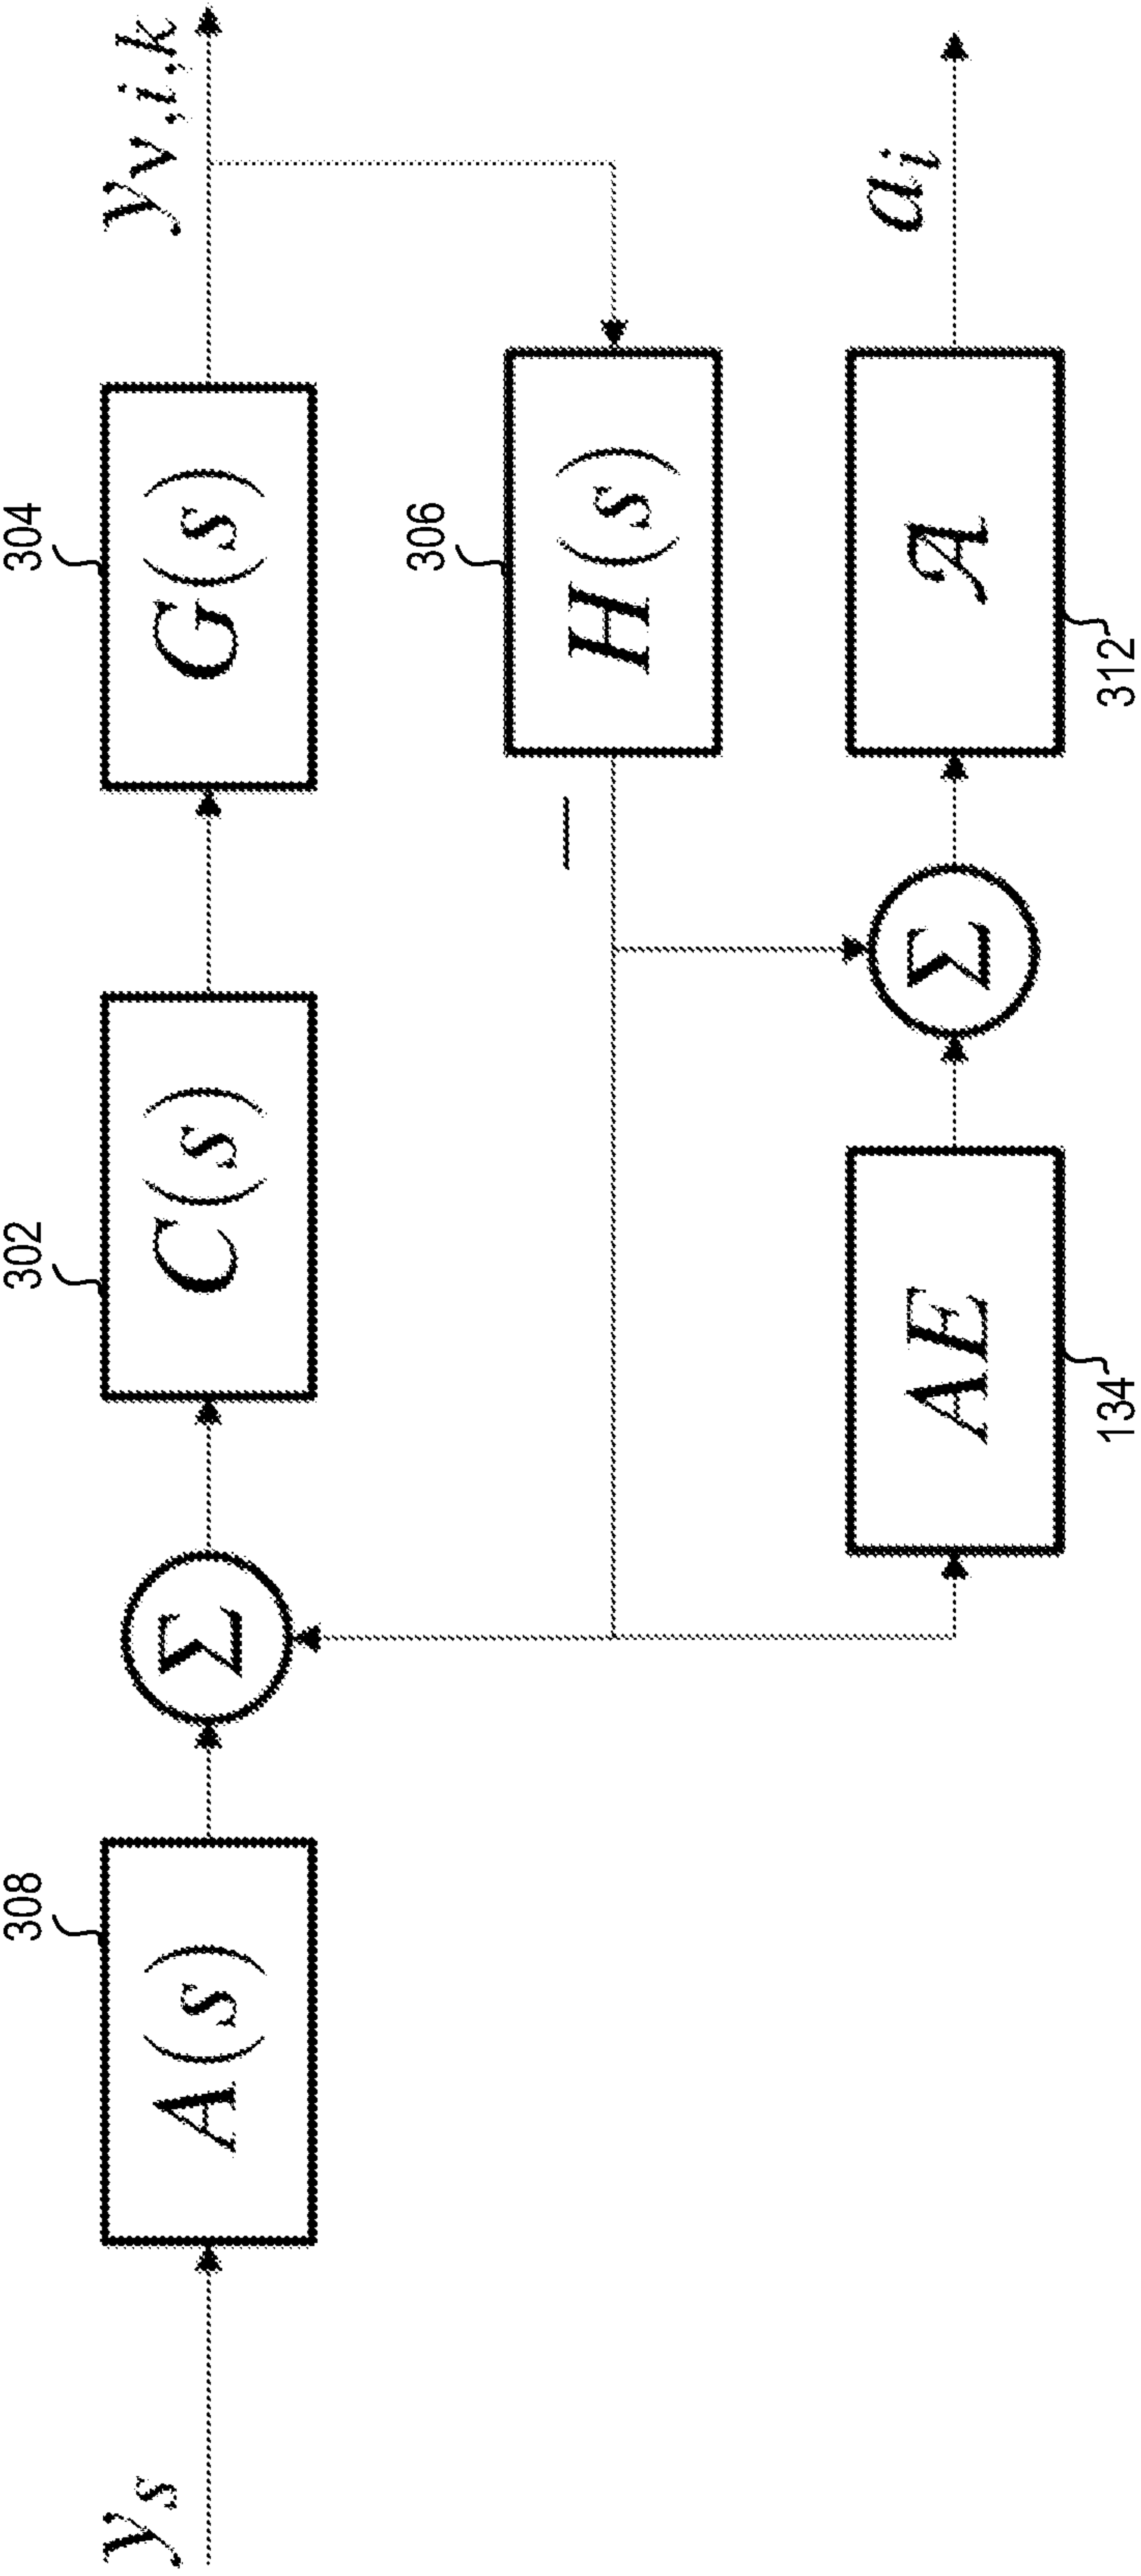 308
302
304
y_s
A(s)
Σ
C(s)
G(s)
y_{v,i,k}
306
−
H(s)
AE
Σ
𝒜
a_i
134
312